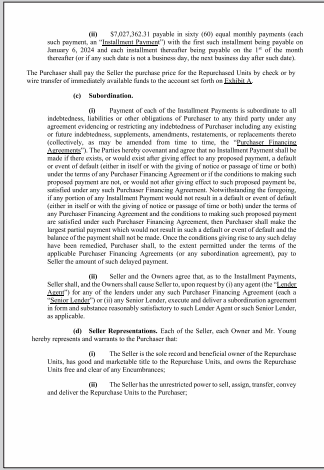 (ii) $7,027,362.31 payable in sixty (60) equal monthly payments (each
such payment, an "Installment Payment") with the first such installment being payable on
January 6, 2024 and each installment thereafter being payable on the 1st of the month
thereafter (or if any such date is not a business day, the next business day after such date).
The Purchaser shall pay the Seller the purchase price for the Repurchased Units by check or by
wire transfer of immediately available funds to the account set forth on Exhibit A.
(c) Subordination.
(i) Payment of each of the Installment Payments is subordinate to all
indebtedness, liabilities or other obligations of Purchaser to any third party under any
agreement evidencing or restricting any indebtedness of Purchaser including any existing
or future indebtedness, supplements, amendments, restatements, or replacements thereto
(collectively, as may be amended from time to time, the "Purchaser Financing
Agreements"). The Parties hereby covenant and agree that no Installment Payment shall be
made if there exists, or would exist after giving effect to any proposed payment, a default
or event of default (either in itself or with the giving of notice or passage of time or both)
under the terms of any Purchaser Financing Agreement or if the conditions to making such
proposed payment are not, or would not after giving effect to such proposed payment be,
satisfied under any such Purchaser Financing Agreement. Notwithstanding the foregoing,
if any portion of any Installment Payment would not result in a default or event of default
(either in itself or with the giving of notice or passage of time or both) under the terms of
any Purchaser Financing Agreement and the conditions to making such proposed payment
are satisfied under such Purchaser Financing Agreement, then Purchaser shall make the
largest partial payment which would not result in such a default or event of default and the
balance of the payment shall not be made. Once the conditions giving rise to any such delay
have been remedied, Purchaser shall, to the extent permitted under the terms of the
applicable Purchaser Financing Agreements (or any subordination agreement), pay to
Seller the amount of such delayed payment.
(ii) Seller and the Owners agree that, as to the Installment Payments,
Seller shall, and the Owners shall cause Seller to, upon request by (i) any agent (the "Lender
Agent") for any of the lenders under any such Purchaser Financing Agreement (each a
"Senior Lender") or (ii) any Senior Lender, execute and deliver a subordination agreement
in form and substance reasonably satisfactory to such Lender Agent or such Senior Lender,
as applicable.
(d) Seller Representations. Each of the Seller, each Owner and Mr. Young
hereby represents and warrants to the Purchaser that:
(i) The Seller is the sole record and beneficial owner of the Repurchase
Units, has good and marketable title to the Repurchase Units, and owns the Repurchase
Units free and clear of any Encumbrances;
(ii) The Seller has the unrestricted power to sell, assign, transfer, convey
and deliver the Repurchase Units to the Purchaser;